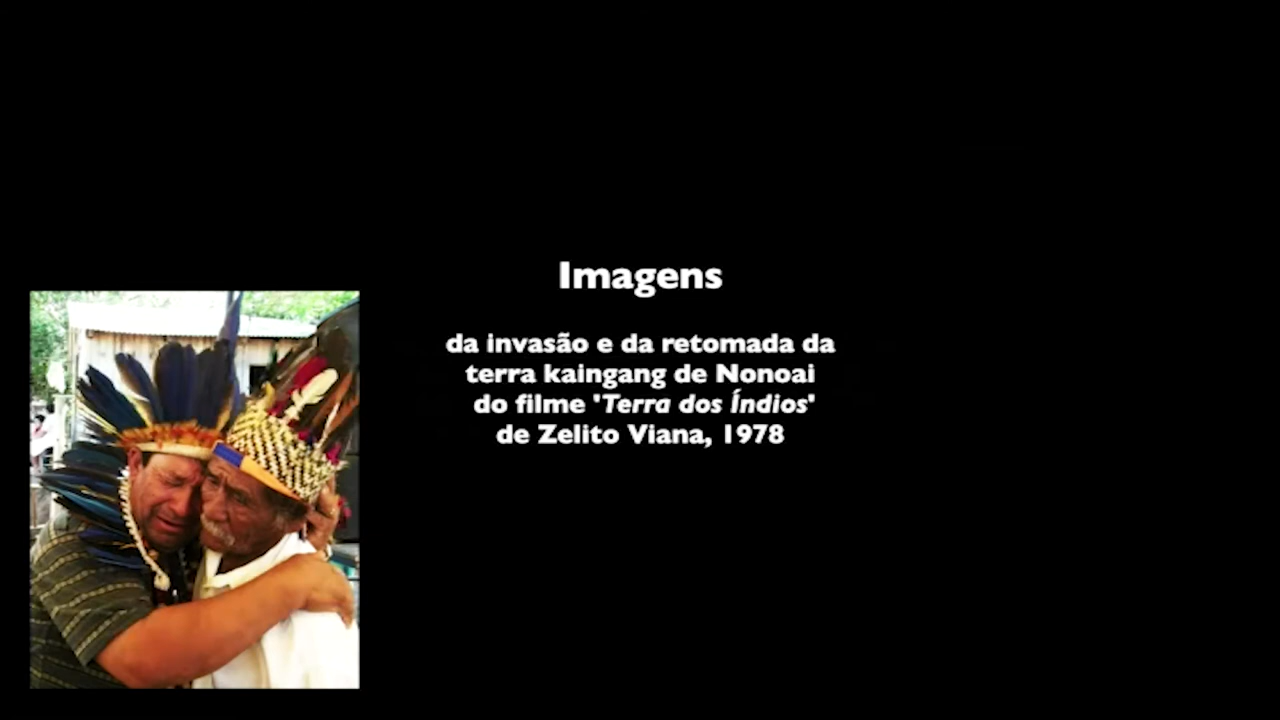 Imagens
da invasão e da retomada da
terra kaingang de Nonoai
do filme 'Terra dos Índios'
de Zelito Viana, 1978